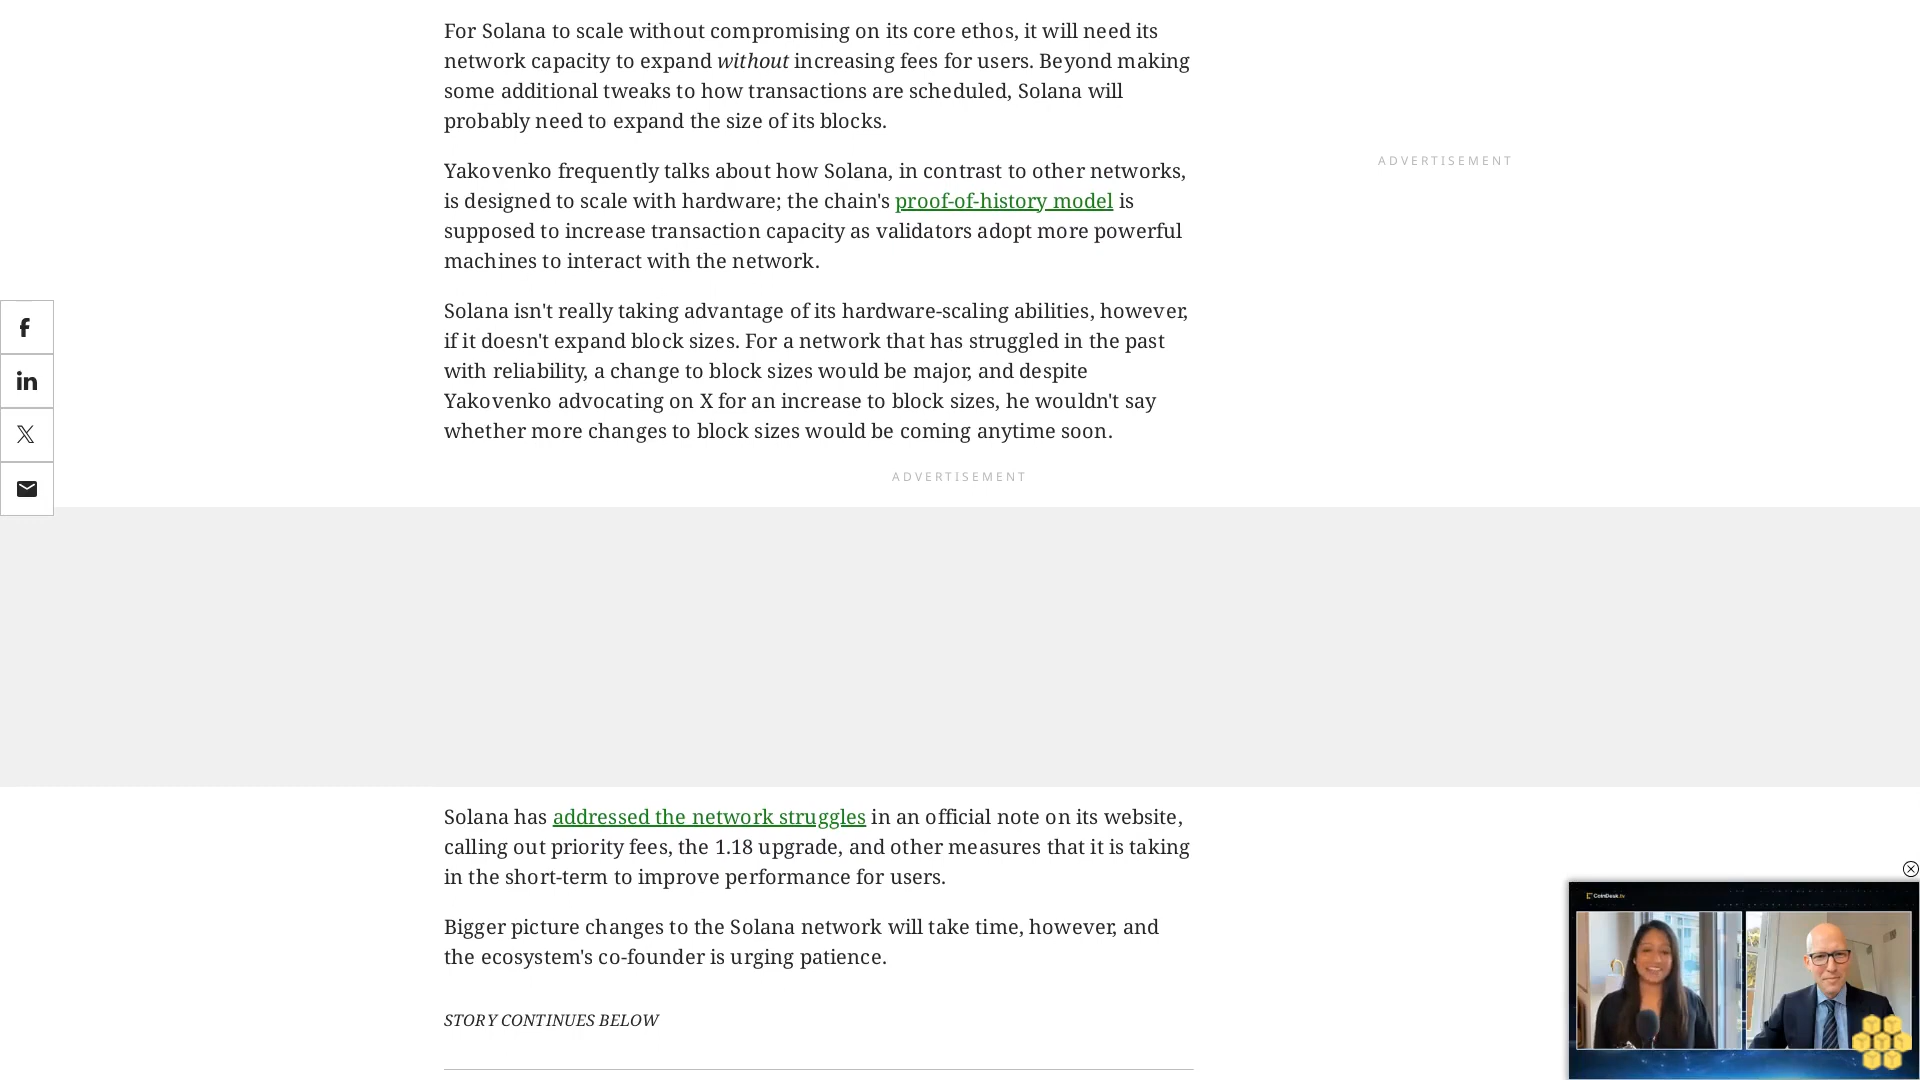 For Solana to scale without compromising on its core ethos, it will need its
network capacity to expand without increasing fees for users. Beyond making
some additional tweaks to how transactions are scheduled, Solana will
probably need to expand the size of its blocks.
ADVERTISEMENT
Yakovenko frequently talks about how Solana, in contrast to other networks,
is designed to scale with hardware; the chain's proof-of-history model is
supposed to increase transaction capacity as validators adopt more powerful
machines to interact with the network.
Solana isn't really taking advantage of its hardware-scaling abilities, however,
if it doesn't expand block sizes. For a network that has struggled in the past
with reliability, a change to block sizes would be major, and despite
Yakovenko advocating on X for an increase to block sizes, he wouldn't say
whether more changes to block sizes would be coming anytime soon.
ADVERTISEMENT
Solana has addressed the network struggles in an official note on its website,
calling out priority fees, the 1.18 upgrade, and other measures that it is taking
in the short-term to improve performance for users.
Bigger picture changes to the Solana network will take time, however, and
the ecosystem's co-founder is urging patience.
STORY CONTINUES BELOW
CoinDesk.tv